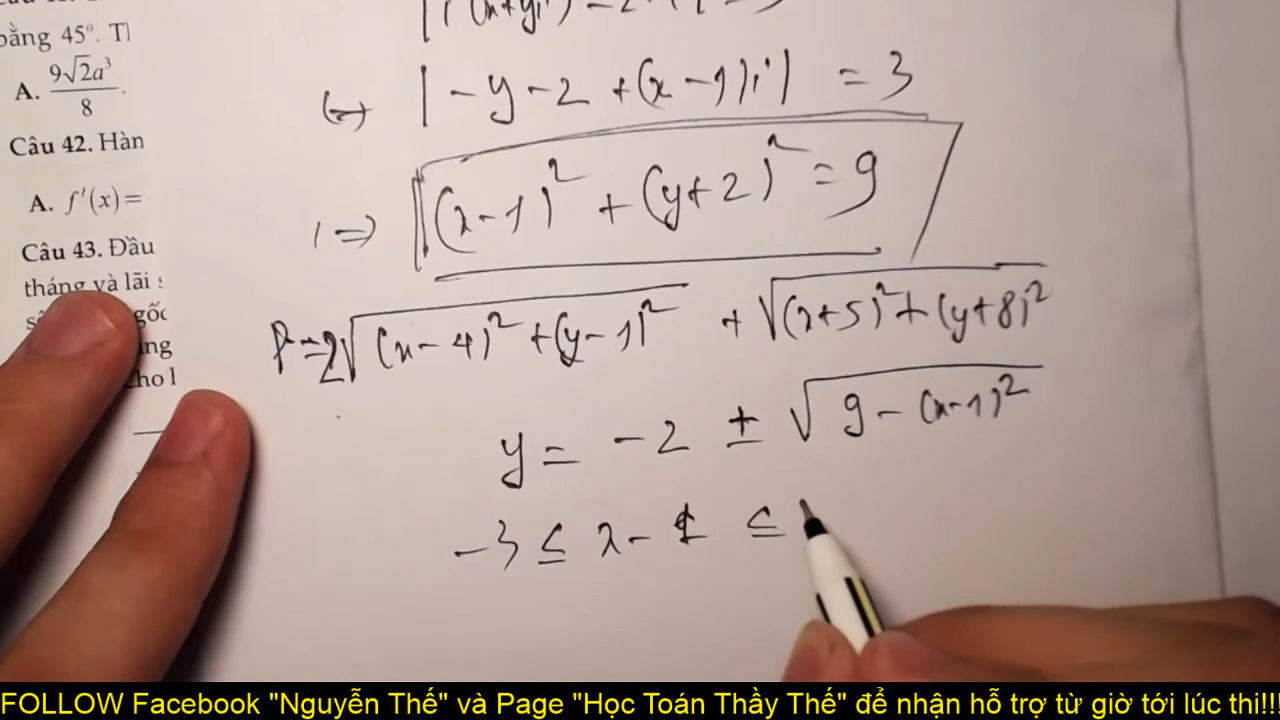 bằng 45°. T
A. 9√2a³/8.
Câu 42. Hàn
A. f'(x)=
Câu 43. Đầu
tháng và lãi
gốc
⇔ |-y-2+(x-1)i| = 3
⇒ (x-1)² + (y+2)² = 9
P=2√((x-4)²+(y-1)²) + √((x+5)²+(y+8)²)
y = -2 ± √(9-(x-1)²)
-3 ≤ x - 1 ≤
FOLLOW Facebook "Nguyễn Thế" và Page "Học Toán Thầy Thế" để nhận hỗ trợ từ giờ tới lúc thi!!!